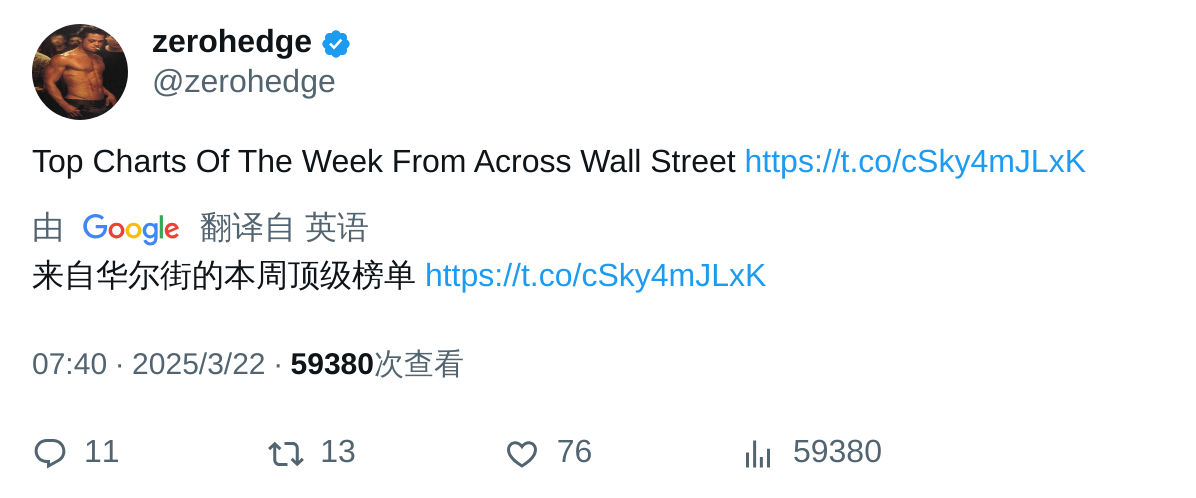 zerohedge
@zerohedge
Top Charts Of The Week From Across Wall Street https://t.co/cSky4mJLxK
由 Google 翻译自 英语
来自华尔街的本周顶级榜单 https://t.co/cSky4mJLxK
07:40 · 2025/3/22 · 59380次查看
11 13 76 59380